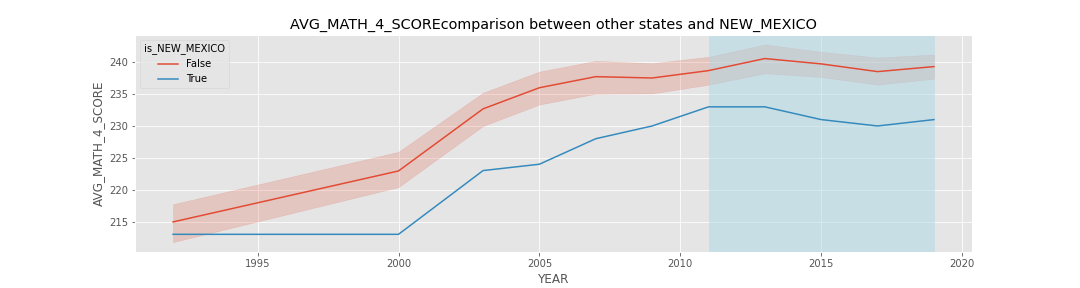 AVG_MATH_4_SCOREcomparison between other states and NEW_MEXICO
is_NEW_MEXICO
False
True
AVG_MATH_4_SCORE
240
235
230
225
220
215
1995 2000 2005 2010 2015 2020
YEAR